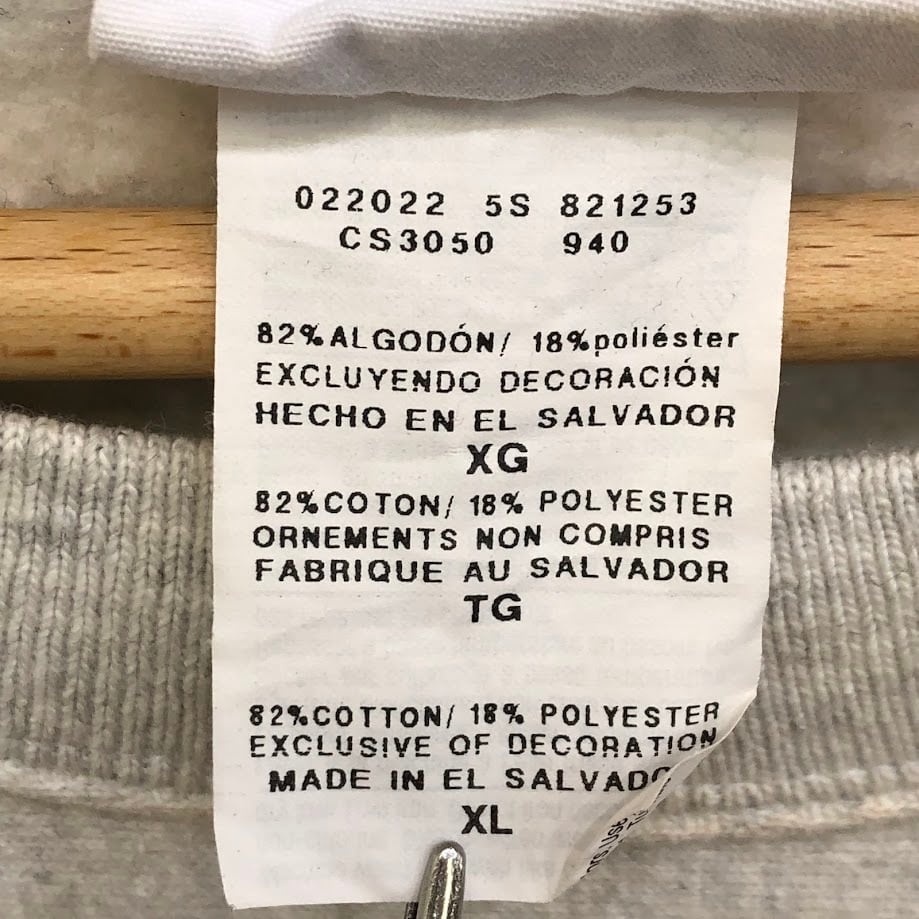 022022 5S 821253
CS3050 940
82%ALGODÓN/ 18%poliéster
EXCLUYENDO DECORACIÓN
HECHO EN EL SALVADOR
XG
82%COTON/ 18% POLYESTER
ORNEMENTS NON COMPRIS
FABRIQUE AU SALVADOR
TG
82%COTTON/ 18% POLYESTER
EXCLUSIVE OF DECORATION
MADE IN EL SALVADO
XL